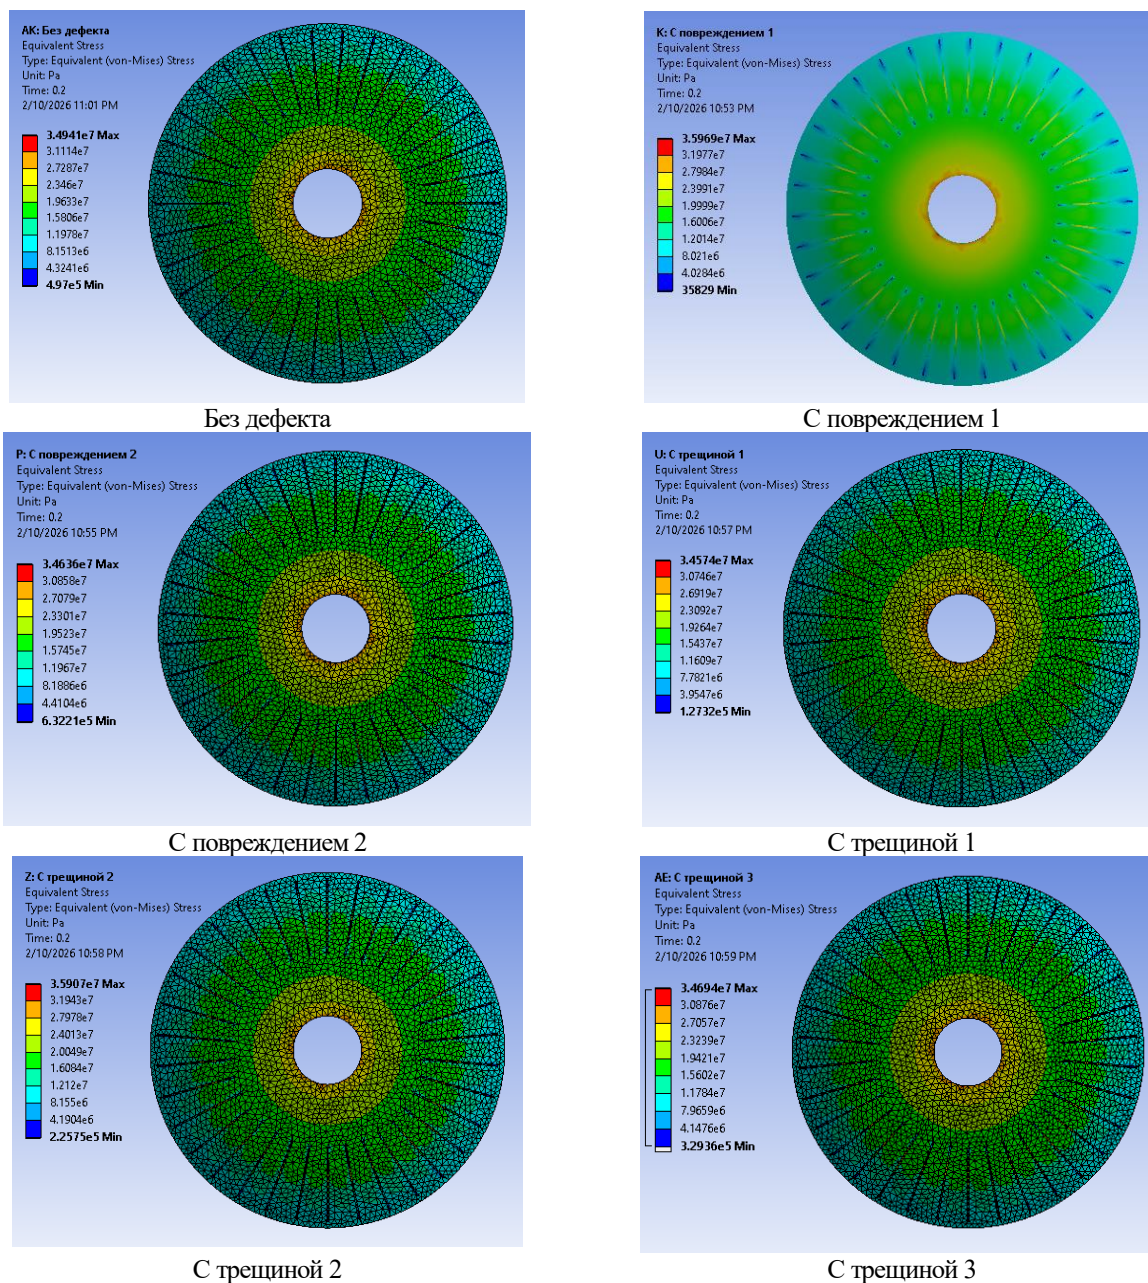 AK: Без дефекта
Equivalent Stress
Type: Equivalent (von-Mises) Stress
Unit: Pa
Time: 0.2
2/10/2026 11:01 PM
3.4941e7 Max
3.1114e7
2.7287e7
2.346e7
1.9633e7
1.5806e7
1.1978e7
8.1513e6
4.3241e6
4.97e5 Min
Без дефекта
K: С повреждением 1
Equivalent Stress
Type: Equivalent (von-Mises) Stress
Unit: Pa
Time: 0.2
2/10/2026 10:53 PM
3.5969e7 Max
3.1977e7
2.7984e7
2.3991e7
1.9999e7
1.6006e7
1.2014e7
8.021e6
4.0284e6
35829 Min
С повреждением 1
P: С повреждением 2
Equivalent Stress
Type: Equivalent (von-Mises) Stress
Unit: Pa
Time: 0.2
2/10/2026 10:55 PM
3.4636e7 Max
3.0858e7
2.7079e7
2.3301e7
1.9523e7
1.5745e7
1.1967e7
8.1886e6
4.4104e6
6.3221e5 Min
С повреждением 2
U: С трещиной 1
Equivalent Stress
Type: Equivalent (von-Mises) Stress
Unit: Pa
Time: 0.2
2/10/2026 10:57 PM
3.4574e7 Max
3.0746e7
2.6919e7
2.3092e7
1.9264e7
1.5437e7
1.1609e7
7.7821e6
3.9547e6
1.2732e5 Min
С трещиной 1
Z: С трещиной 2
Equivalent Stress
Type: Equivalent (von-Mises) Stress
Unit: Pa
Time: 0.2
2/10/2026 10:58 PM
3.5907e7 Max
3.1943e7
2.7978e7
2.4013e7
2.0049e7
1.6084e7
1.212e7
8.155e6
4.1904e6
2.2575e5 Min
С трещиной 2
AE: С трещиной 3
Equivalent Stress
Type: Equivalent (von-Mises) Stress
Unit: Pa
Time: 0.2
2/10/2026 10:59 PM
3.4694e7 Max
3.0876e7
2.7057e7
2.3239e7
1.9421e7
1.5602e7
1.1784e7
7.9659e6
4.1476e6
3.2936e5 Min
С трещиной 3